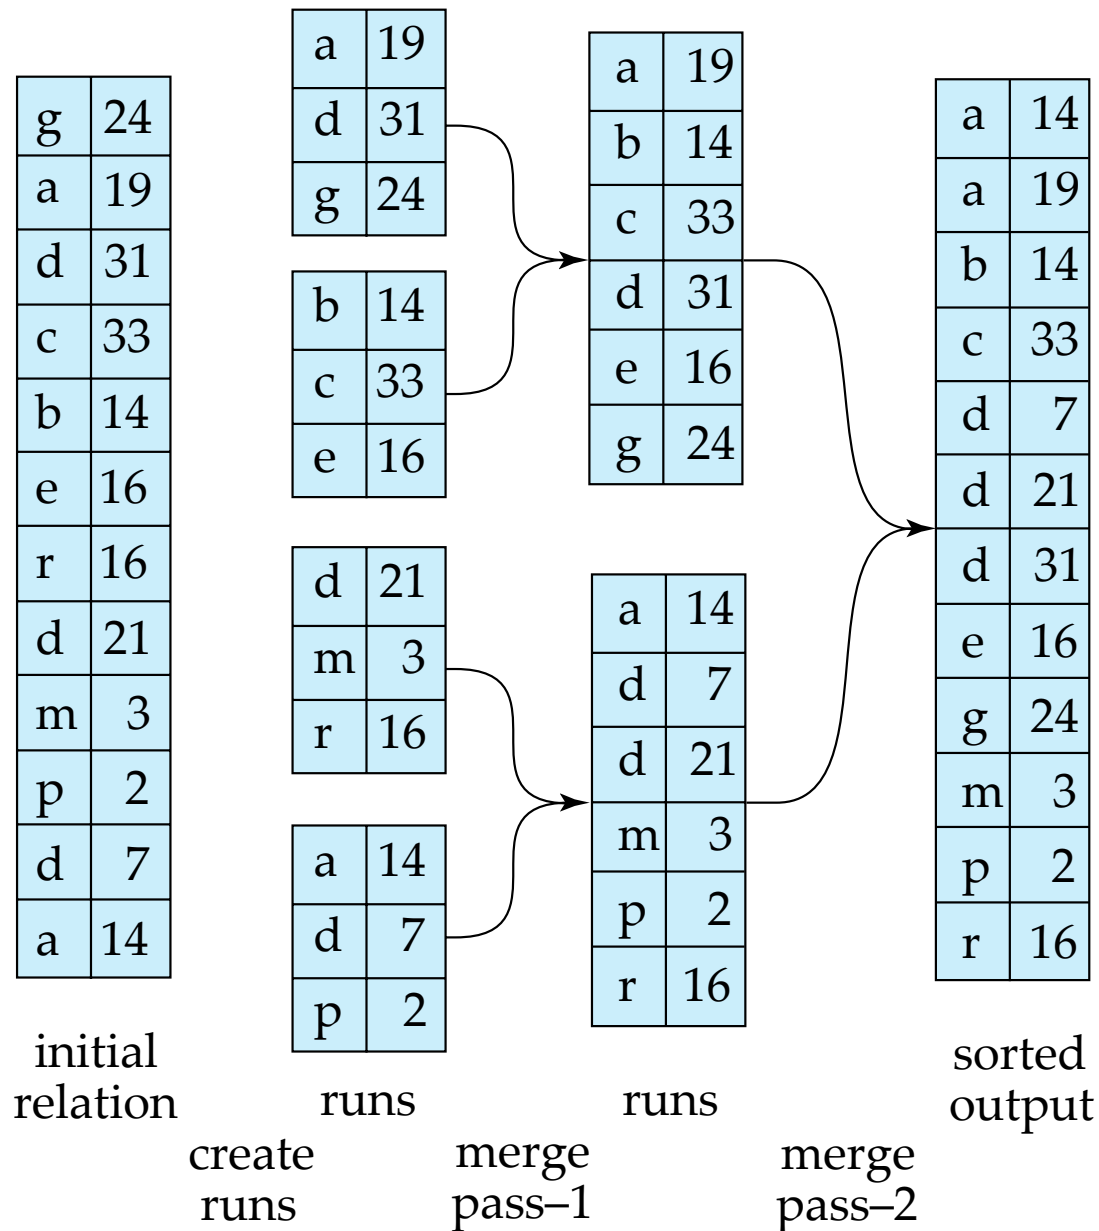 g 24
a 19
d 31
c 33
b 14
e 16
r 16
d 21
m 3
p 2
d 7
a 14
initial
relation
a 19
d 31
g 24
b 14
c 33
e 16
d 21
m 3
r 16
a 14
d 7
p 2
runs
a 19
b 14
c 33
d 31
e 16
g 24
a 14
d 7
d 21
m 3
p 2
r 16
runs
a 14
a 19
b 14
c 33
d 7
d 21
d 31
e 16
g 24
m 3
p 2
r 16
sorted
output
create
runs
merge
pass–1
merge
pass–2